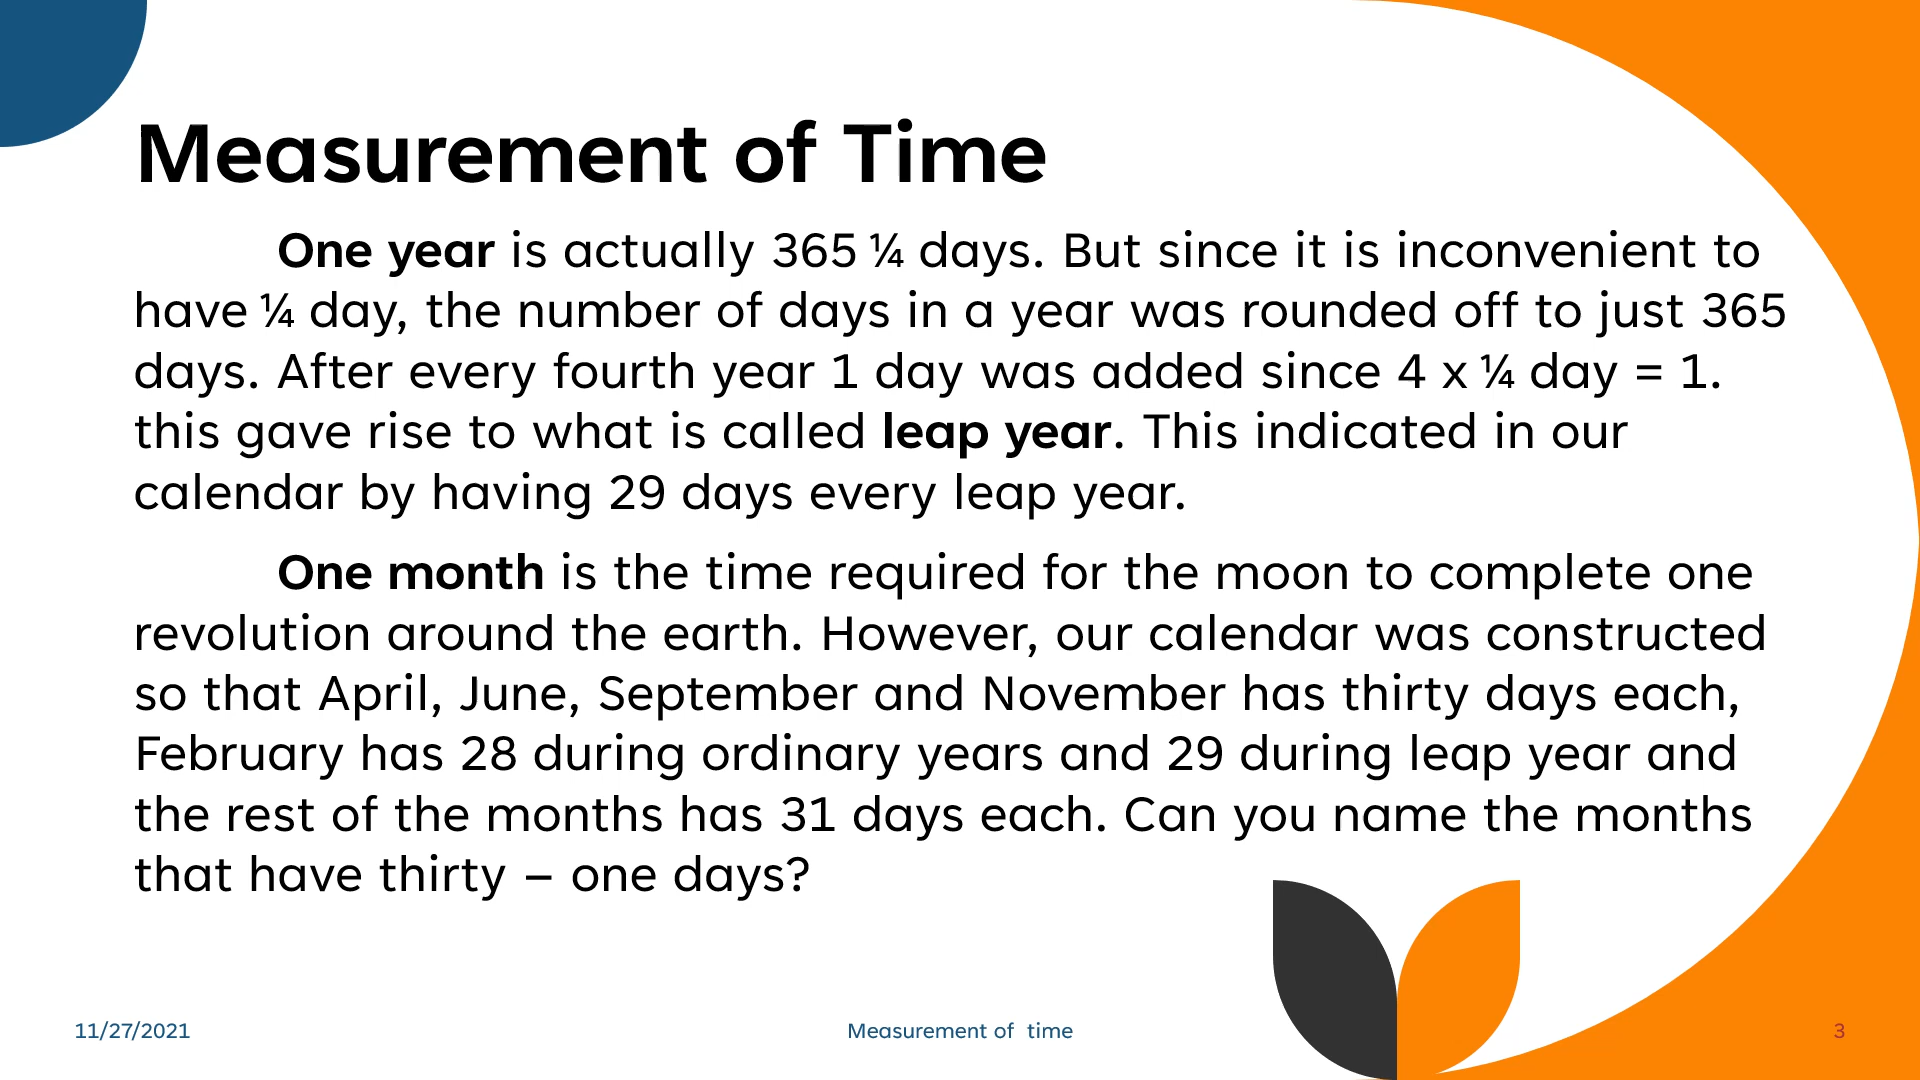 Measurement of Time
One year is actually 365 ¼ days. But since it is inconvenient to
have ¼ day, the number of days in a year was rounded off to just 365
days. After every fourth year 1 day was added since 4 x ¼ day = 1.
this gave rise to what is called leap year. This indicated in our
calendar by having 29 days every leap year.
One month is the time required for the moon to complete one
revolution around the earth. However, our calendar was constructed
so that April, June, September and November has thirty days each,
February has 28 during ordinary years and 29 during leap year and
the rest of the months has 31 days each. Can you name the months
that have thirty – one days?
11/27/2021
Measurement of  time
3